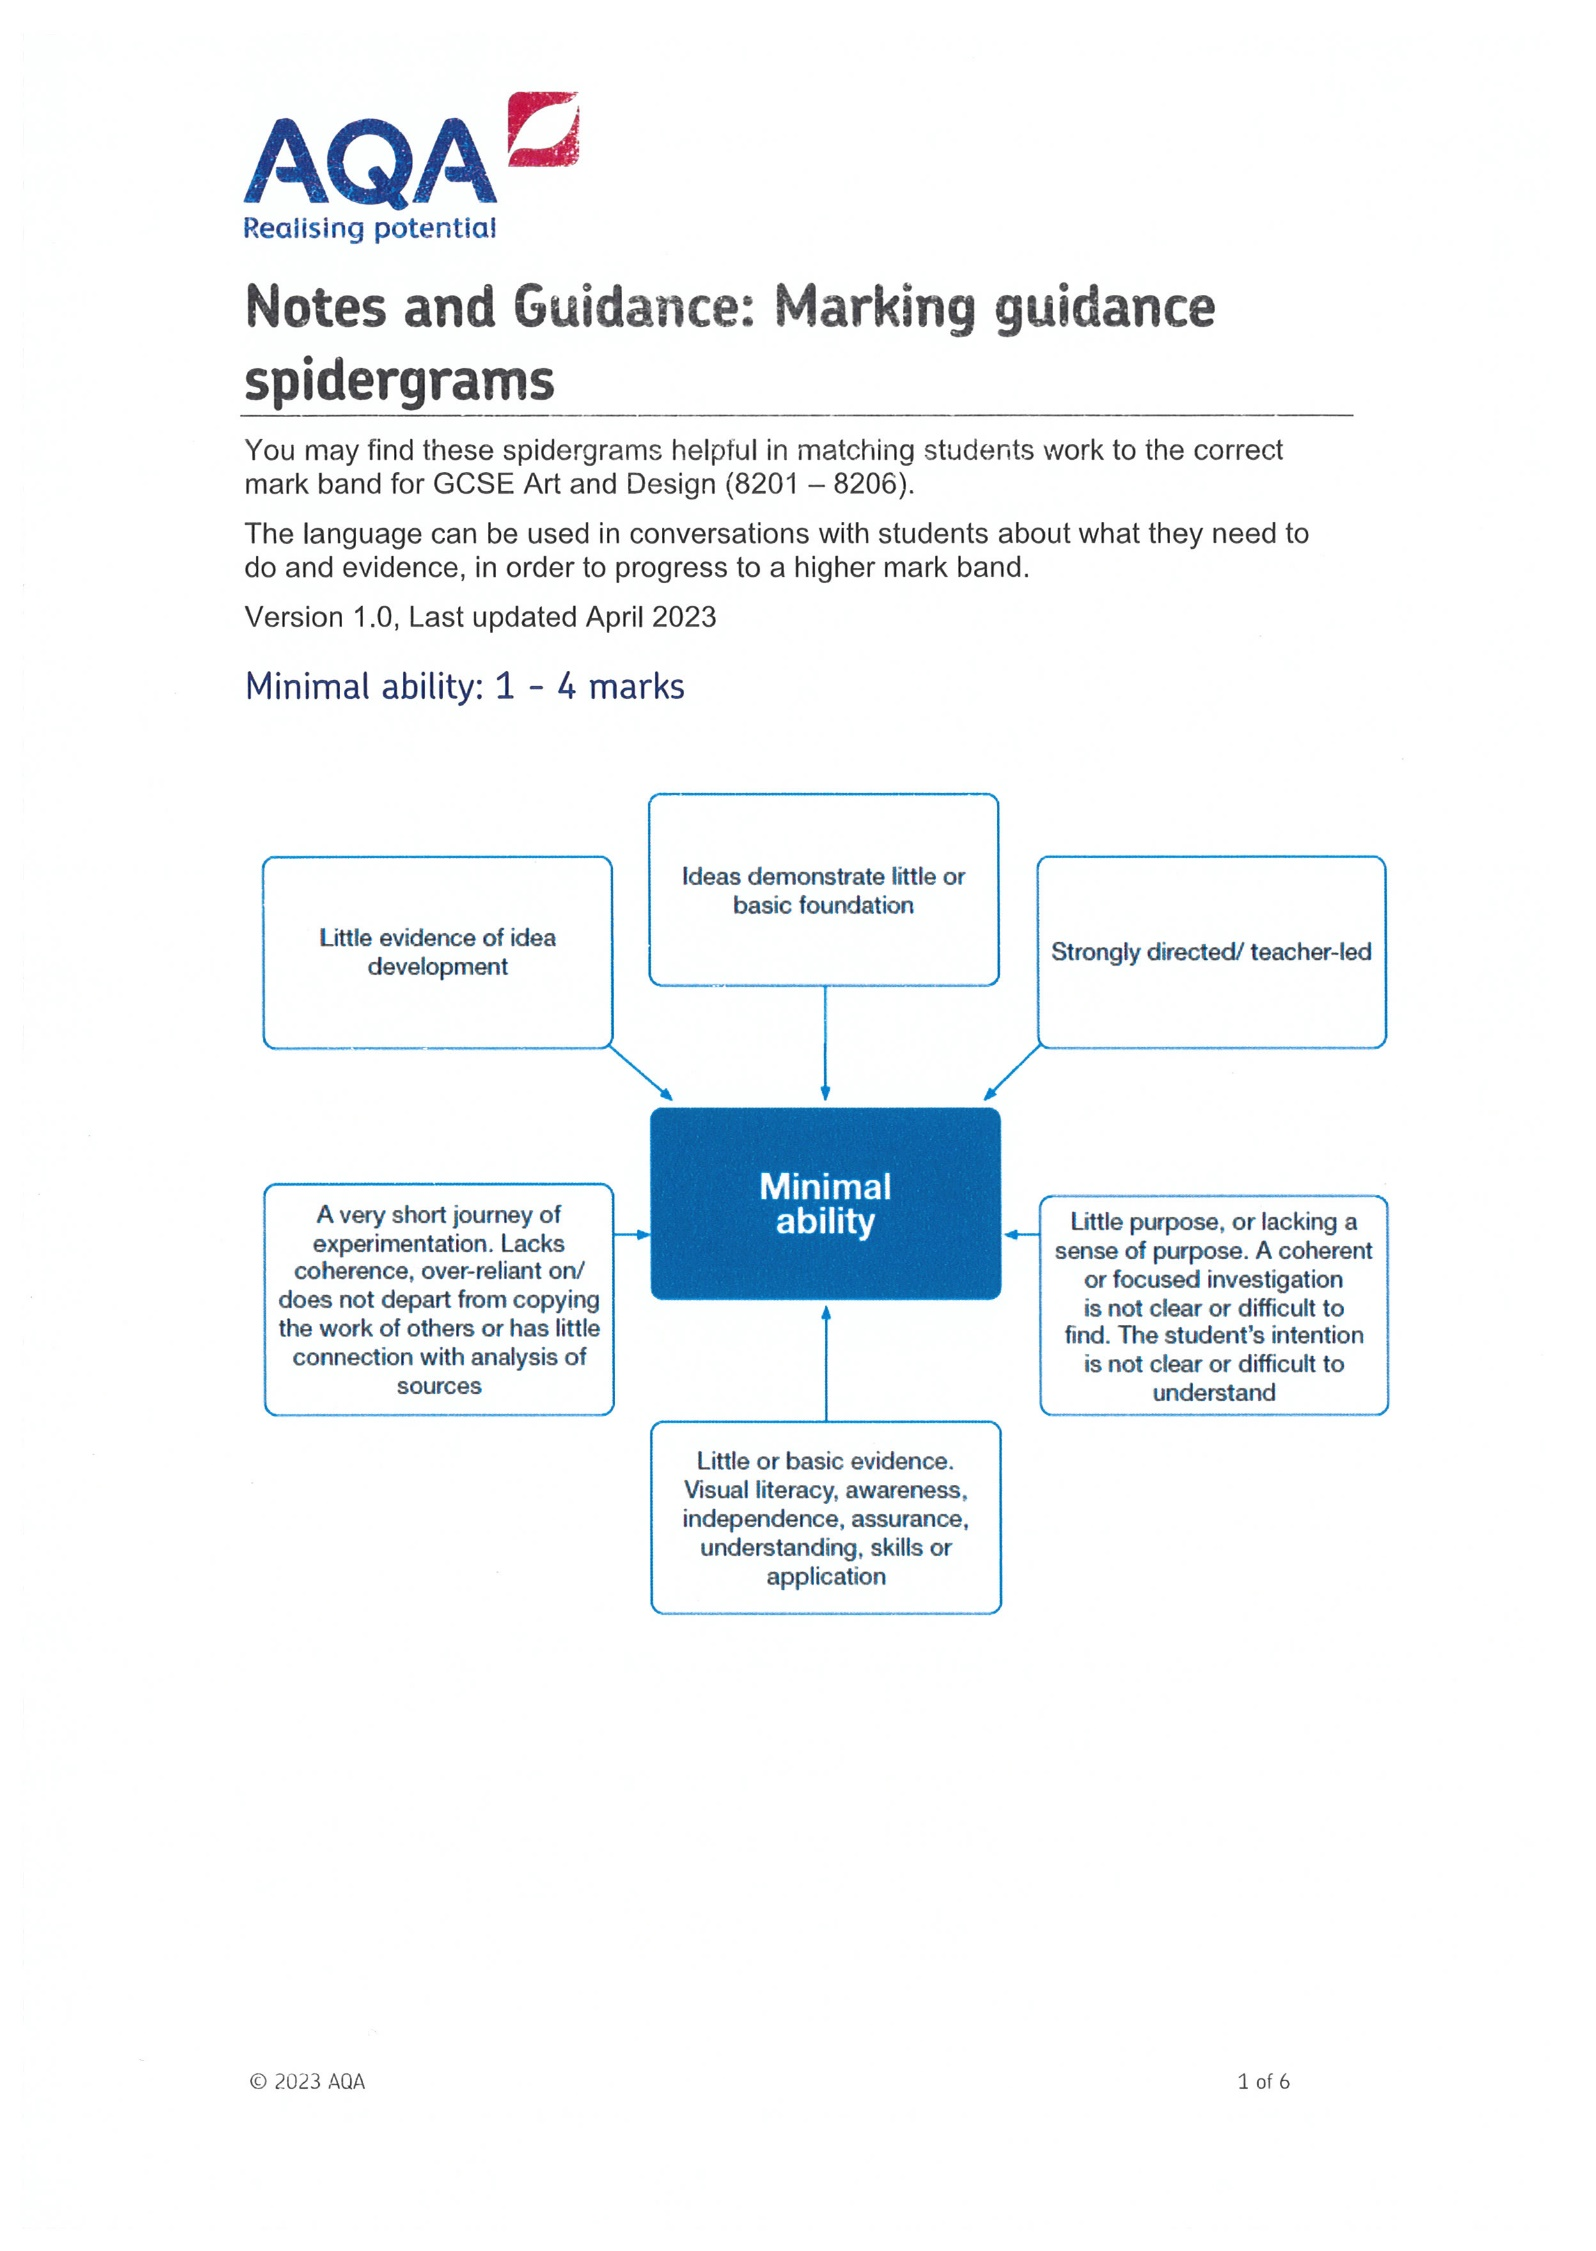 AQA
Realising potential
Notes and Guidance: Marking guidance
spidergrams
You may find these spidergrams helpful in matching students work to the correct
mark band for GCSE Art and Design (8201 – 8206).
The language can be used in conversations with students about what they need to
do and evidence, in order to progress to a higher mark band.
Version 1.0, Last updated April 2023
Minimal ability: 1 - 4 marks
Little evidence of idea
development
Ideas demonstrate little or
basic foundation
Strongly directed/ teacher-led
Minimal
ability
A very short journey of
experimentation. Lacks
coherence, over-reliant on/
does not depart from copying
the work of others or has little
connection with analysis of
sources
Little purpose, or lacking a
sense of purpose. A coherent
or focused investigation
is not clear or difficult to
find. The student's intention
is not clear or difficult to
understand
Little or basic evidence.
Visual literacy, awareness,
independence, assurance,
understanding, skills or
application
© 2023 AQA
1 of 6